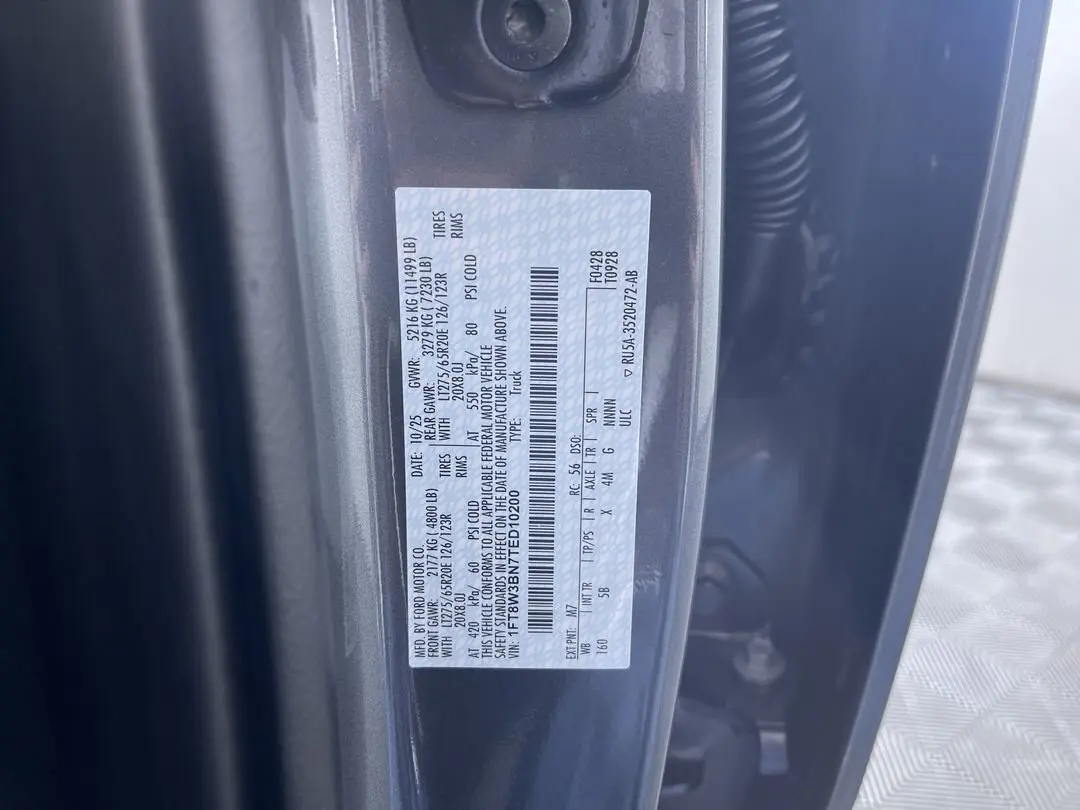 MFD. BY FORD MOTOR CO. DATE: 10/25 GVWR: 5216 KG (11499 LB)
FRONT GAWR: 2177 KG (4800 LB) REAR GAWR: 3279 KG (7230 LB)
WITH LT275/65R20E 126/123R TIRES WITH LT275/65R20E 126/123R TIRES
20X8.0J RIMS 20X8.0J RIMS
AT 420 kPa/ 60 PSI COLD AT 550 kPa/ 80 PSI COLD
THIS VEHICLE CONFORMS TO ALL APPLICABLE FEDERAL MOTOR VEHICLE
SAFETY STANDARDS IN EFFECT ON THE DATE OF MANUFACTURE SHOWN ABOVE.
VIN: 1FT8W3BN7TED10200 TYPE: Truck
EXT PNT: M7 RC: 56 DSO: F0428
WB INT TR TP/PS R AXLE TR SPR T0928
160 5B X 4M G NNNN
ULC ▽ RU5A-3520472-AB